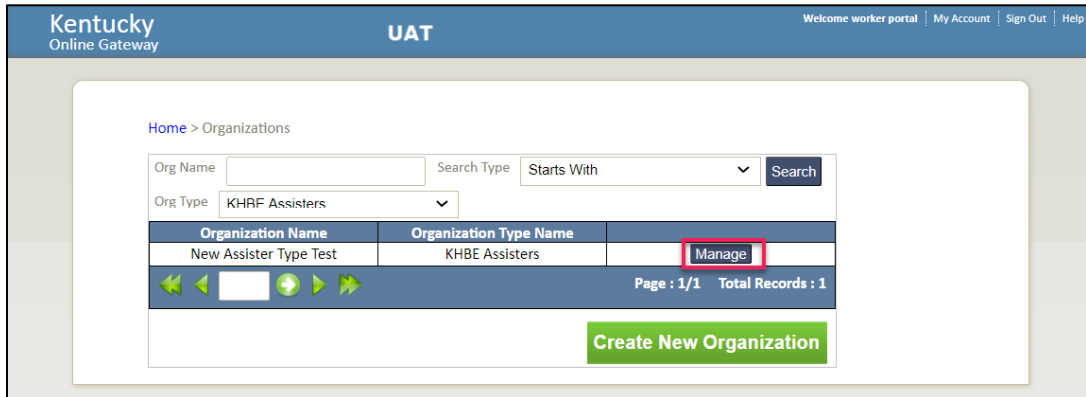 Kentucky
Online Gateway
UAT
Welcome worker portal My Account Sign Out Help
Home > Organizations
Org Name Search Type Starts With Search
Org Type KHBE Assisters
Organization Name Organization Type Name
New Assister Type Test KHBE Assisters Manage
Page : 1/1 Total Records : 1
Create New Organization